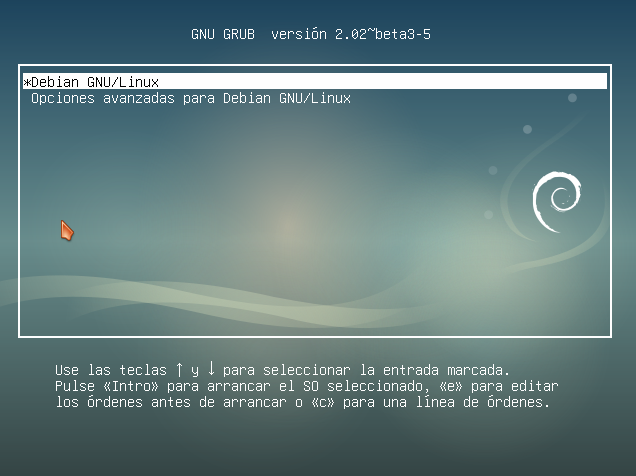 GNU GRUB versión 2.02~beta3-5
*Debian GNU/Linux
Opciones avanzadas para Debian GNU/Linux
Use las teclas ↑ y ↓ para seleccionar la entrada marcada.
Pulse «Intro» para arrancar el SO seleccionado, «e» para editar
los órdenes antes de arrancar o «c» para una línea de órdenes.